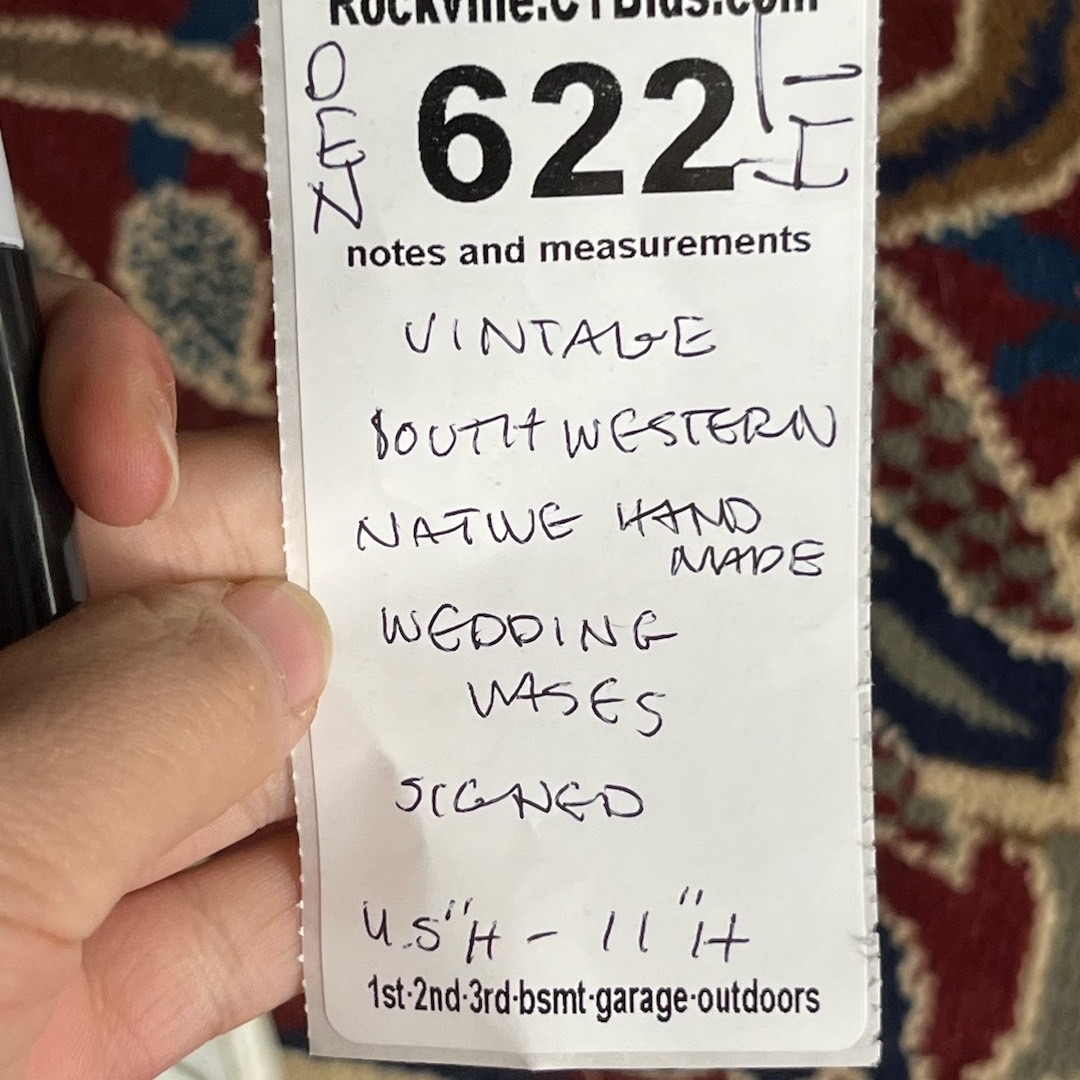 Rockville.CTBids.com
DEN
622
notes and measurements
VINTAGE
SOUTHWESTERN
NATIVE HAND
MADE
WEDDING
VASES
SIGNED
4.5"H - 11"H
1st·2nd·3rd·bsmt·garage·outdoors